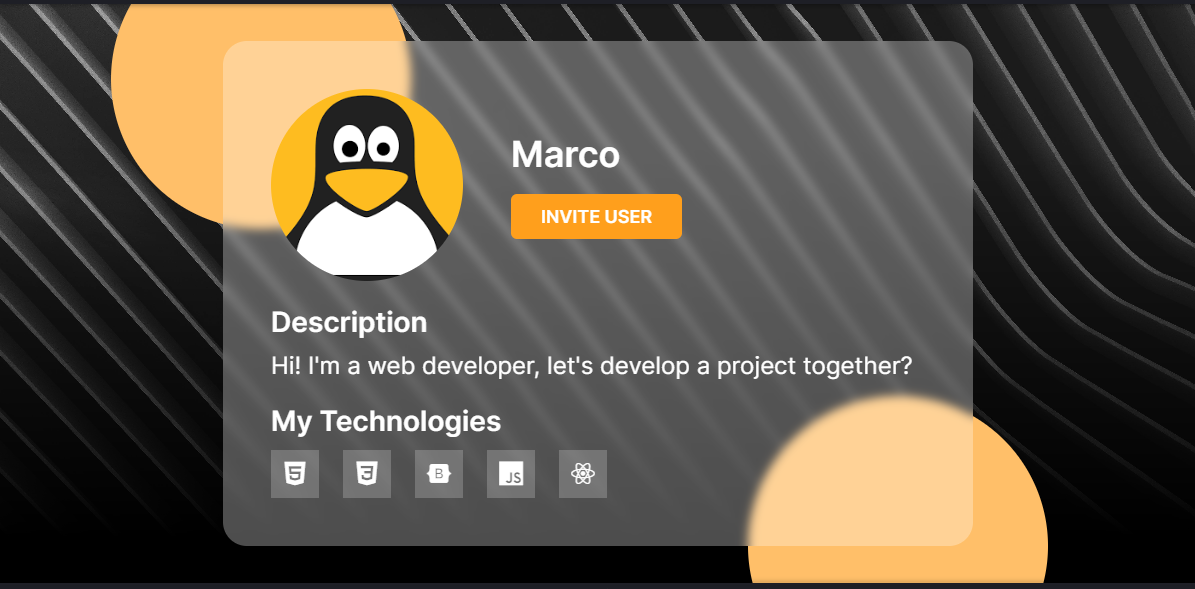 Marco
INVITE USER
Description
Hi! I'm a web developer, let's develop a project together?
My Technologies
5 3 B JS